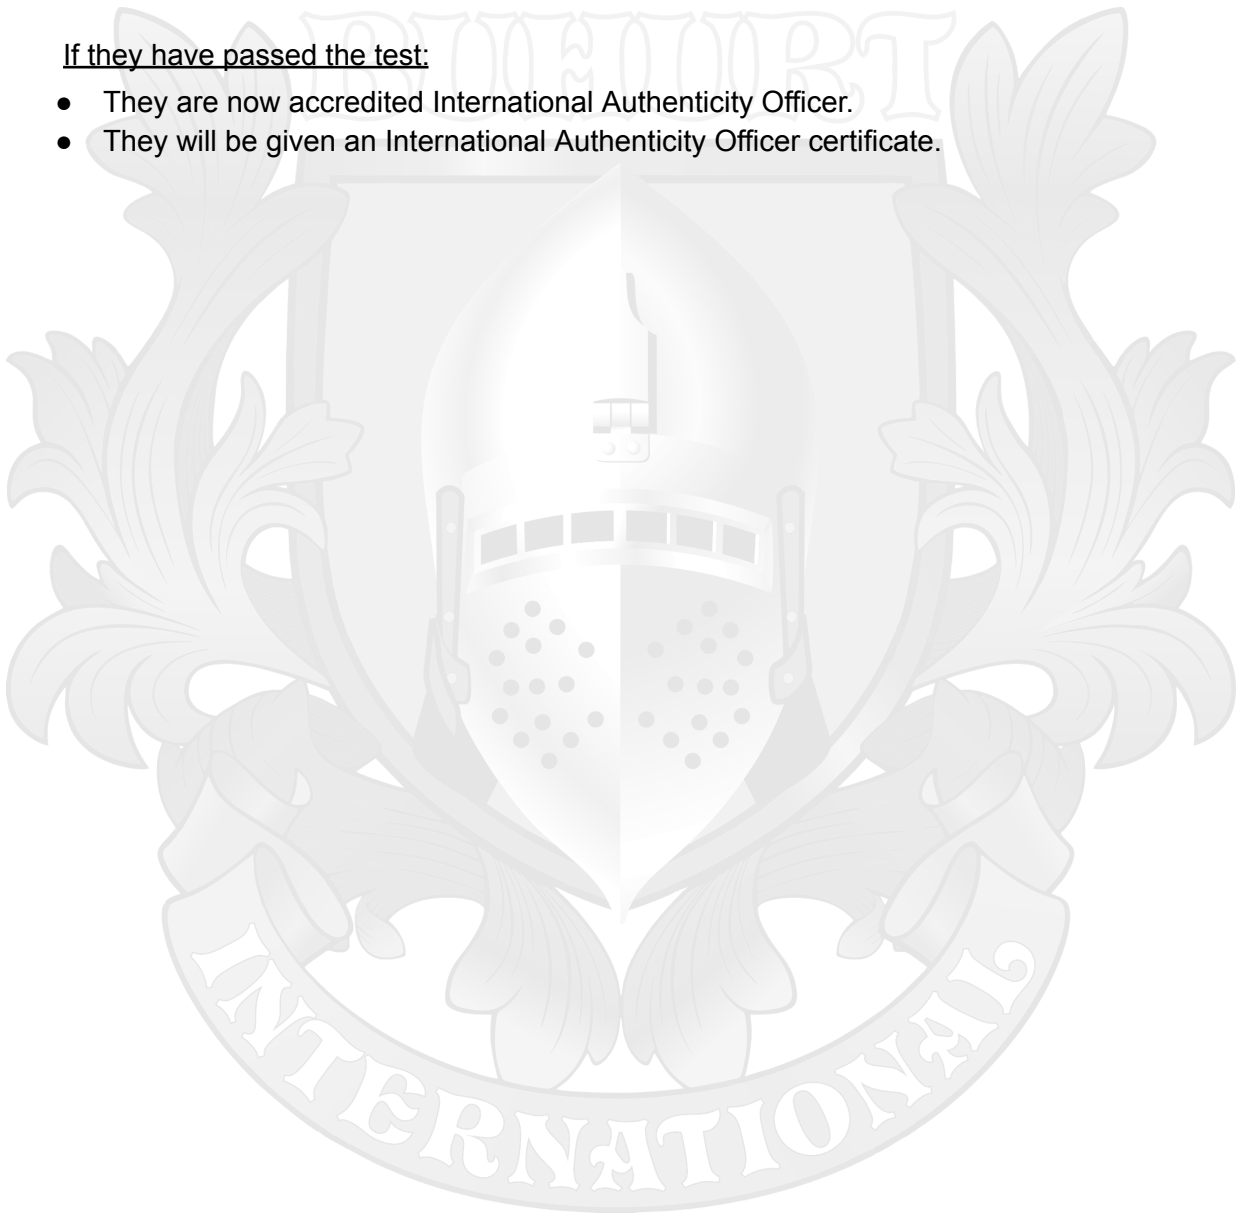 BUHURT
If they have passed the test:
● They are now accredited International Authenticity Officer.
● They will be given an International Authenticity Officer certificate.
INTERNATIONAL